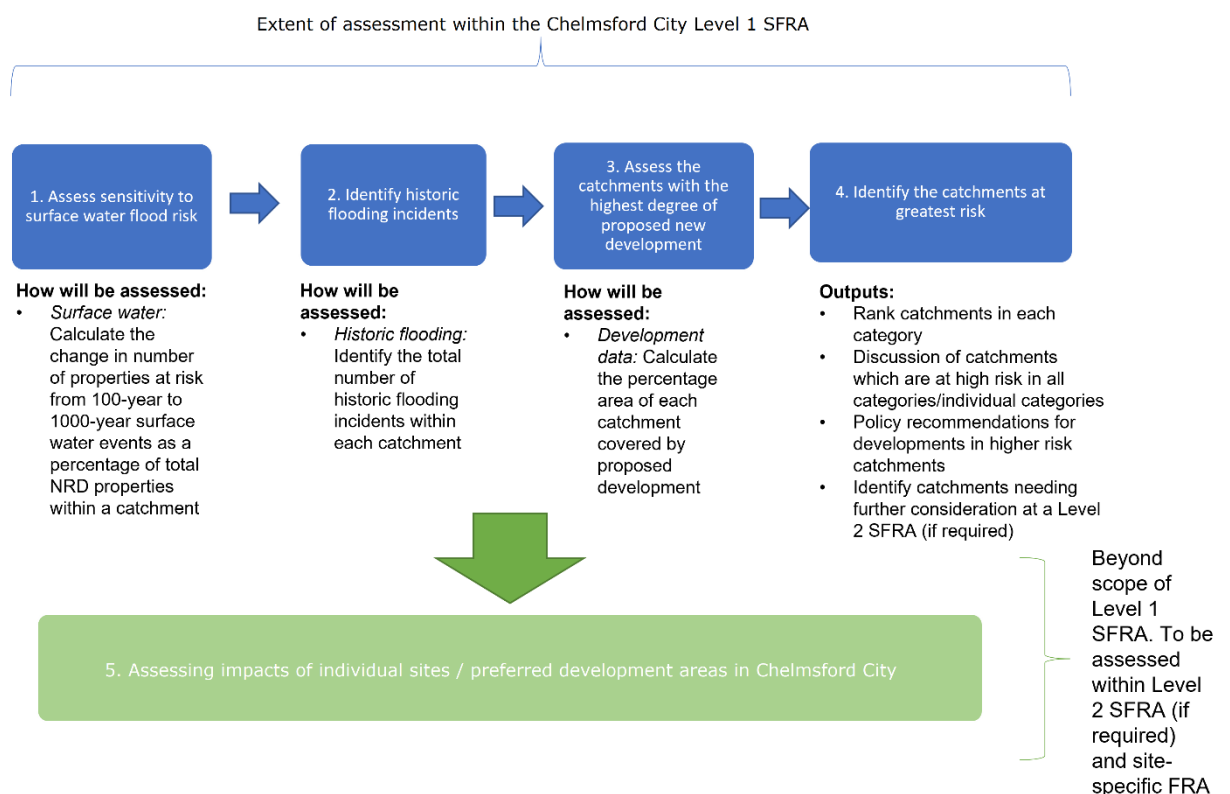 Extent of assessment within the Chelmsford City Level 1 SFRA
1. Assess sensitivity to
surface water flood risk
2. Identify historic
flooding incidents
3. Assess the
catchments with the
highest degree of
proposed new
development
4. Identify the catchments at
greatest risk
How will be assessed:
• Surface water:
Calculate the
change in number
of properties at risk
from 100-year to
1000-year surface
water events as a
percentage of total
NRD properties
within a catchment
How will be
assessed:
• Historic flooding:
Identify the total
number of
historic flooding
incidents within
each catchment
How will be
assessed:
• Development
data: Calculate
the percentage
area of each
catchment
covered by
proposed
development
Outputs:
• Rank catchments in each
category
• Discussion of catchments
which are at high risk in all
categories/individual categories
• Policy recommendations for
developments in higher risk
catchments
• Identify catchments needing
further consideration at a Level
2 SFRA (if required)
5. Assessing impacts of individual sites / preferred development areas in Chelmsford City
Beyond
scope of
Level 1
SFRA. To be
assessed
within Level
2 SFRA (if
required)
and site-
specific FRA